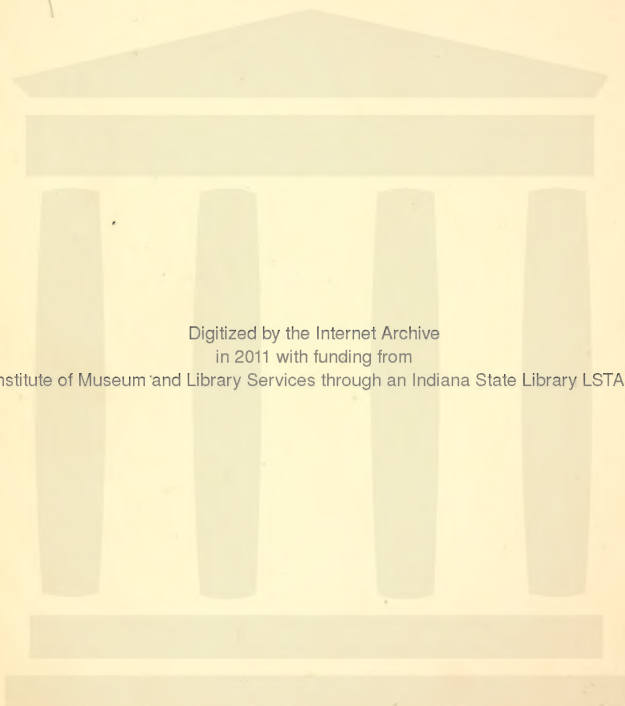 Digitized by the Internet Archive
in 2011 with funding from
nstitute of Museum and Library Services through an Indiana State Library LSTA